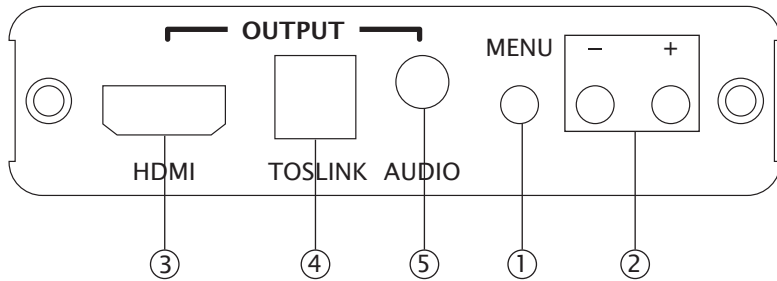 OUTPUT
MENU − +
HDMI TOSLINK AUDIO
③ ④ ⑤ ① ②